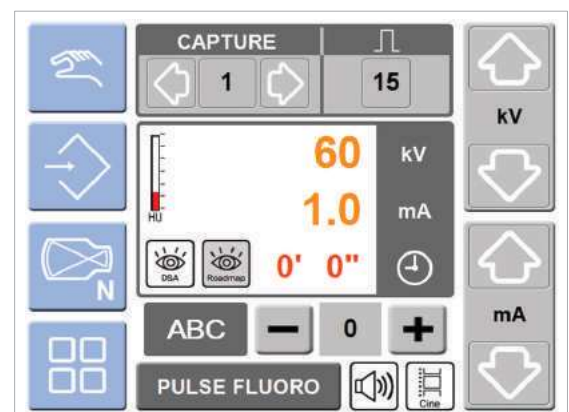 CAPTURE
1
15
kV
60 kV
HU
1.0 mA
DSA
Roadmap
0' 0"
N
mA
ABC
0
PULSE FLUORO
Cine